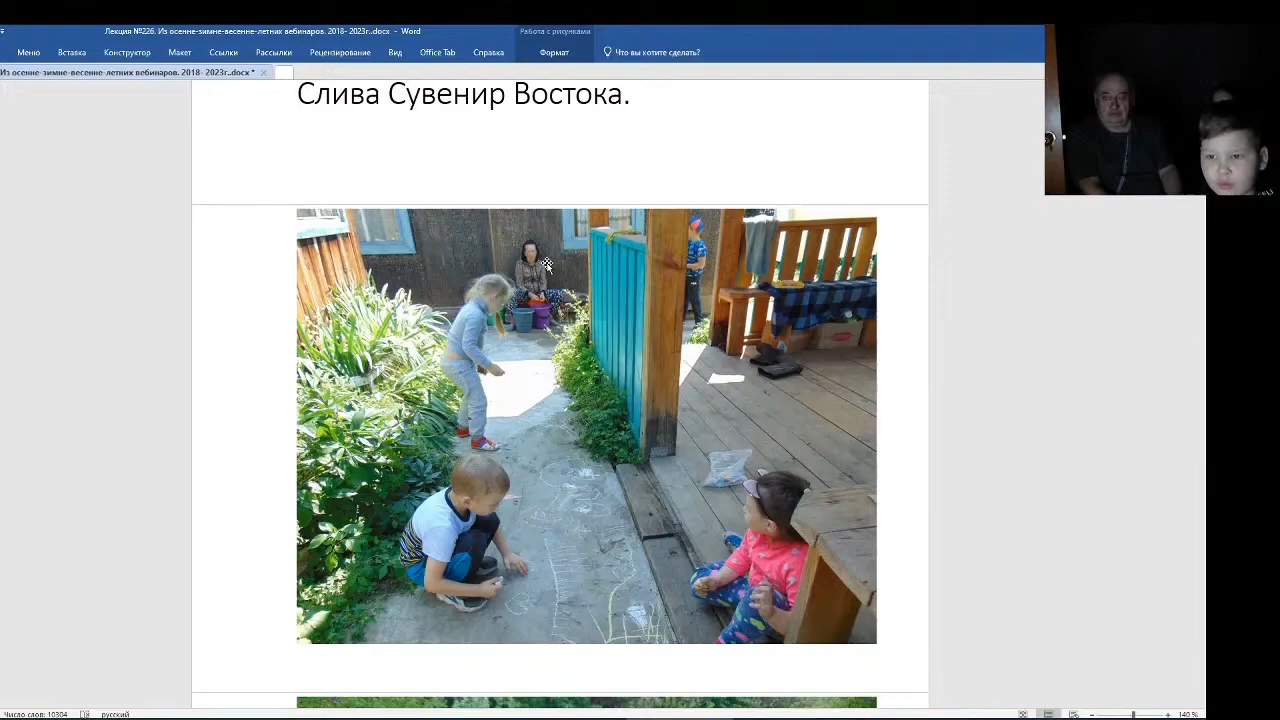 Лекция №226. Из осенне-зимне-весенне-летних вебинаров. 2018- 2023г..docx - Word
Работа с рисунками
Меню Вставка Конструктор Макет Ссылки Рассылки Рецензирование Вид Office Tab Справка Формат Что вы хотите сделать?
Из осенне-зимне-весенне-летних вебинаров. 2018- 2023г..docx *
Слива Сувенир Востока.
Число слов: 10304 русский 140 %